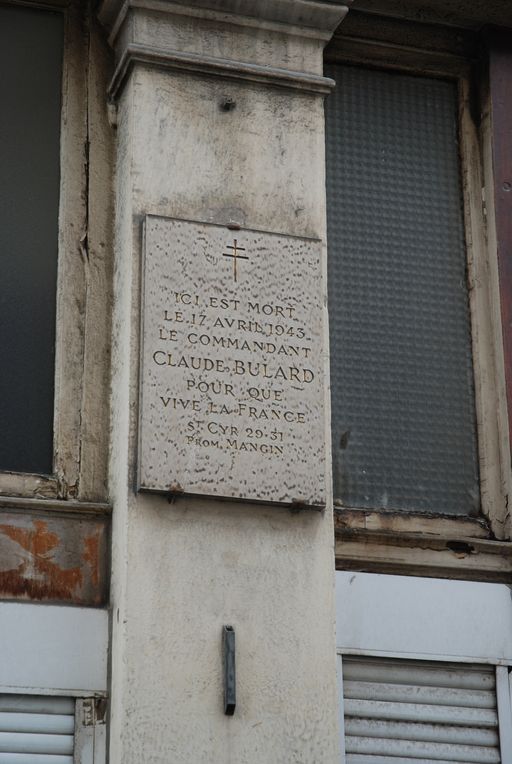 ICI EST MORT
LE 17 AVRIL 1943
LE COMMANDANT
CLAUDE BULARD
POUR QUE
VIVE LA FRANCE
ST CYR 29-31
PROM. MANGIN